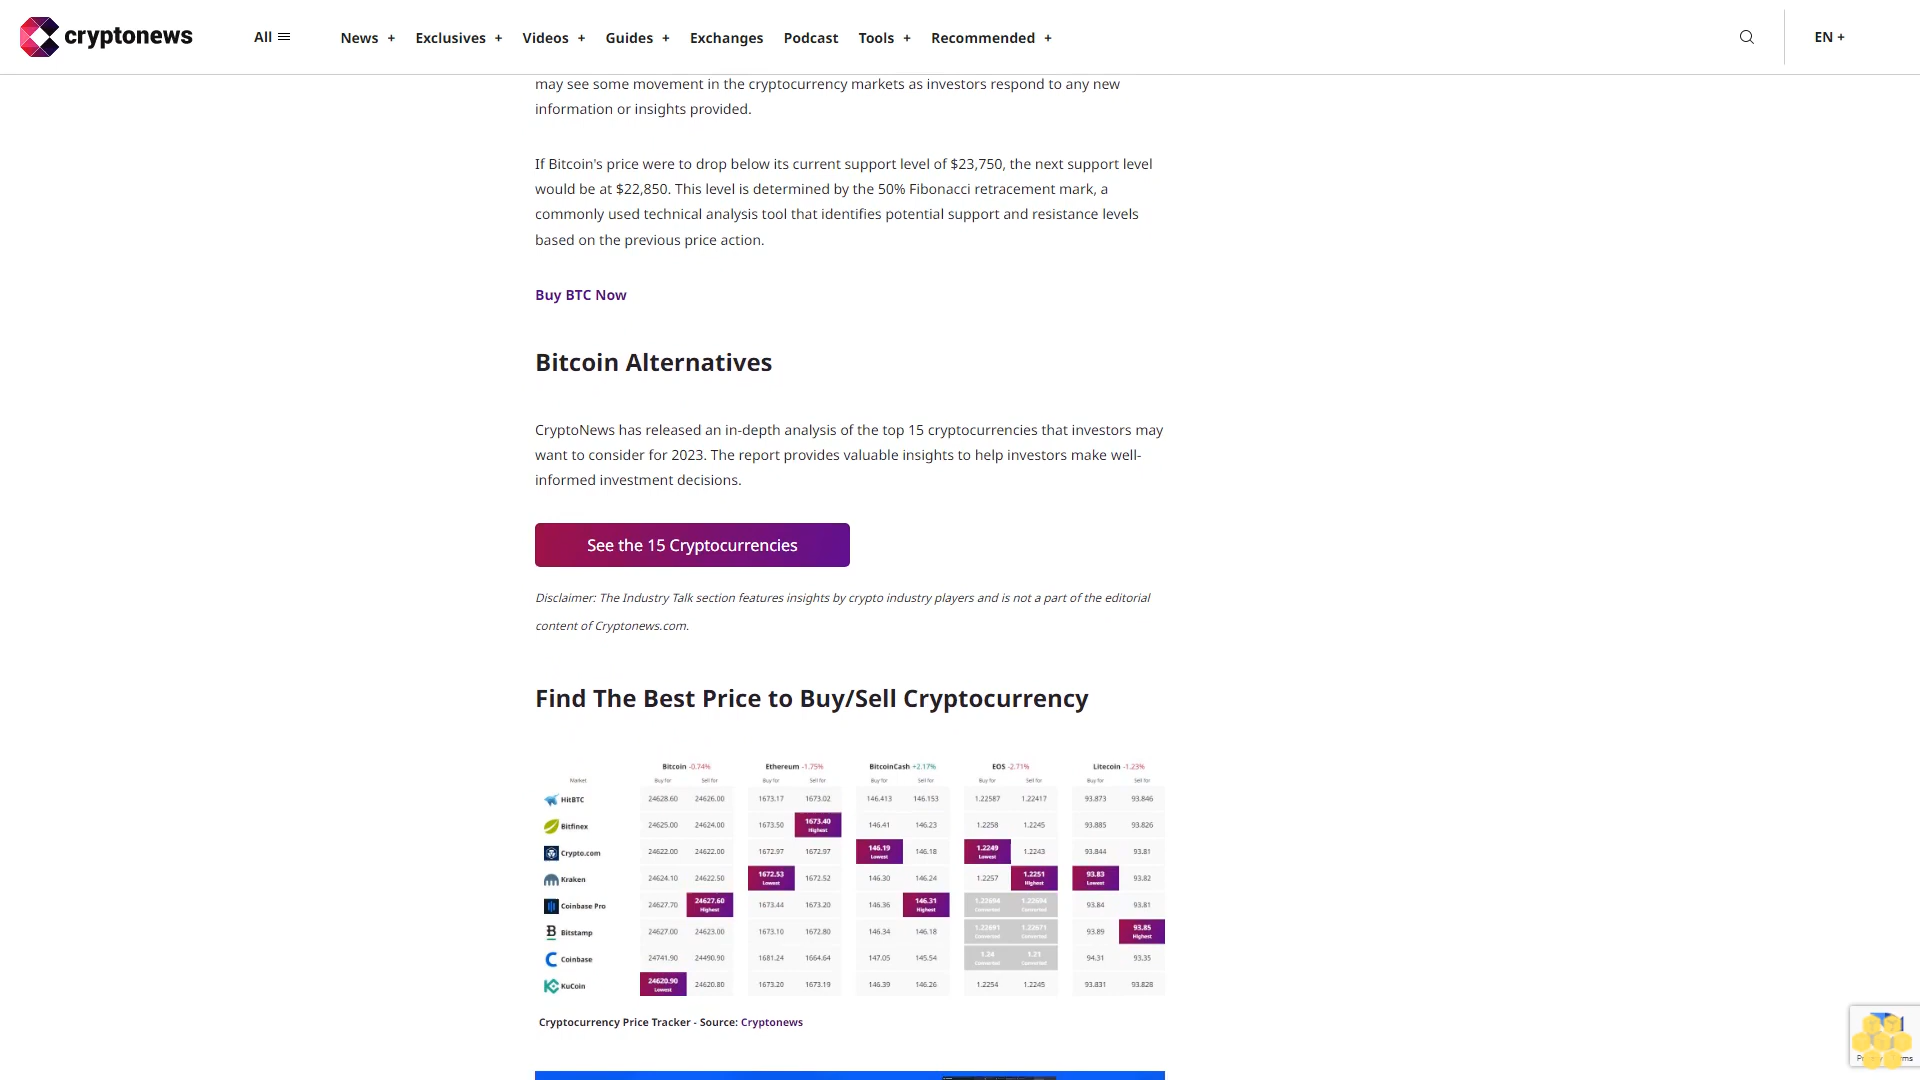 cryptonews
All
News +
Exclusives +
Videos +
Guides +
Exchanges
Podcast
Tools +
Recommended +
EN +
may see some movement in the cryptocurrency markets as investors respond to any new
information or insights provided.
If Bitcoin's price were to drop below its current support level of $23,750, the next support level
would be at $22,850. This level is determined by the 50% Fibonacci retracement mark, a
commonly used technical analysis tool that identifies potential support and resistance levels
based on the previous price action.
Buy BTC Now
Bitcoin Alternatives
CryptoNews has released an in-depth analysis of the top 15 cryptocurrencies that investors may
want to consider for 2023. The report provides valuable insights to help investors make well-
informed investment decisions.
See the 15 Cryptocurrencies
Disclaimer: The Industry Talk section features insights by crypto industry players and is not a part of the editorial
content of Cryptonews.com.
Find The Best Price to Buy/Sell Cryptocurrency
Bitcoin -0.74% Ethereum -1.75% BitcoinCash +2.17% EOS -2.71% Litecoin -1.23%
Market Buy for Sell for Buy for Sell for Buy for Sell for Buy for Sell for Buy for Sell for
HitBTC 24628.60 24626.00 1673.17 1673.02 146.413 146.153 1.22587 1.22417 93.873 93.846
Bitfinex 24625.00 24624.00 1673.50 1673.40 Highest 146.41 146.23 1.2258 1.2245 93.885 93.826
Crypto.com 24622.00 24622.00 1672.97 1672.97 146.19 Lowest 146.18 1.2249 Lowest 1.2243 93.844 93.81
Kraken 24624.10 24622.50 1672.53 Lowest 1672.52 146.30 146.24 1.2257 1.2251 Highest 93.83 Lowest 93.82
Coinbase Pro 24627.70 24627.60 Highest 1673.44 1673.20 146.36 146.31 Highest 1.22694 Converted 1.22694 Converted 93.84 93.81
Bitstamp 24627.00 24623.00 1673.10 1672.80 146.34 146.18 1.22691 Converted 1.22671 Converted 93.89 93.85 Highest
Coinbase 24741.90 24490.90 1681.24 1664.64 147.05 145.54 1.24 Converted 1.21 Converted 94.31 93.35
KuCoin 24620.90 Lowest 24620.80 1673.20 1673.19 146.39 146.26 1.2254 1.2245 93.831 93.828
Cryptocurrency Price Tracker - Source: Cryptonews